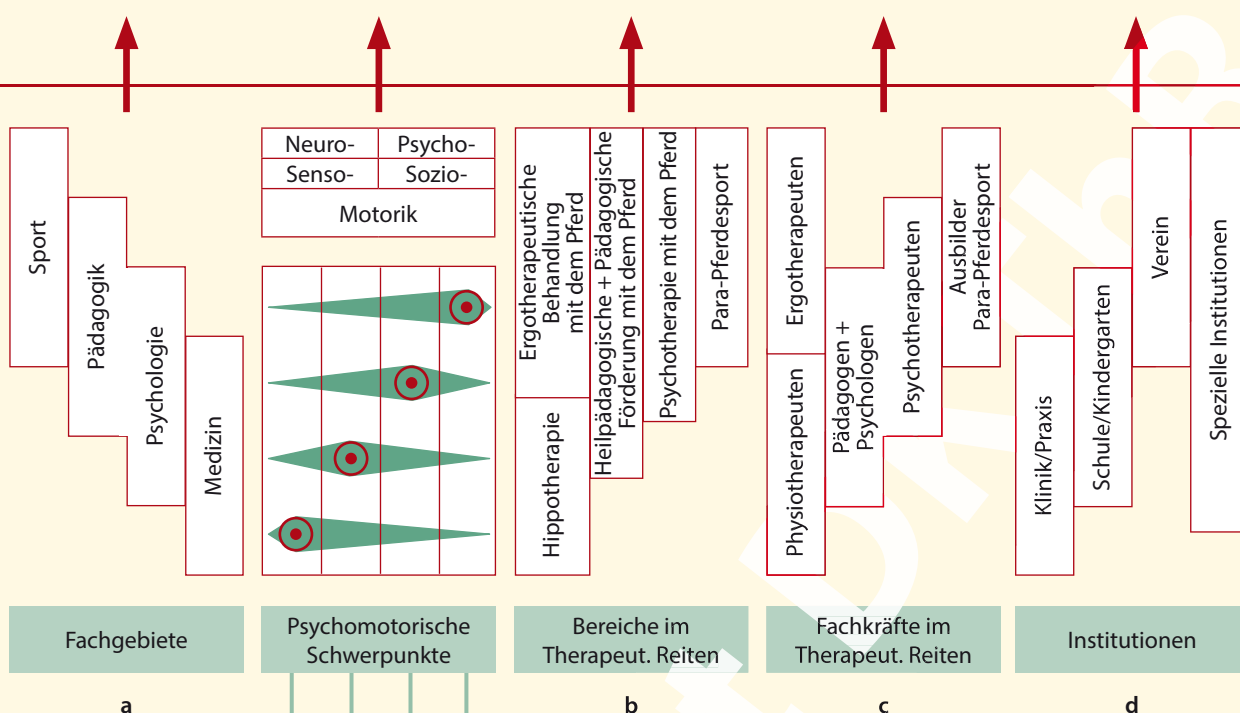 Sport
Pädagogik
Psychologie
Medizin
Neuro-
Psycho-
Senso-
Sozio-
Motorik
Ergotherapeutische
Behandlung
mit dem Pferd
Hippotherapie
Heilpädagogische + Pädagogische
Förderung mit dem Pferd
Psychotherapie mit dem Pferd
Para-Pferdesport
Ergotherapeuten
Physiotherapeuten
Pädagogen +
Psychologen
Psychotherapeuten
Ausbilder
Para-Pferdesport
Klinik/Praxis
Schule/Kindergarten
Verein
Spezielle Institutionen
Fachgebiete
Psychomotorische
Schwerpunkte
Bereiche im
Therapeut. Reiten
Fachkräfte im
Therapeut. Reiten
Institutionen
a
b
c
d